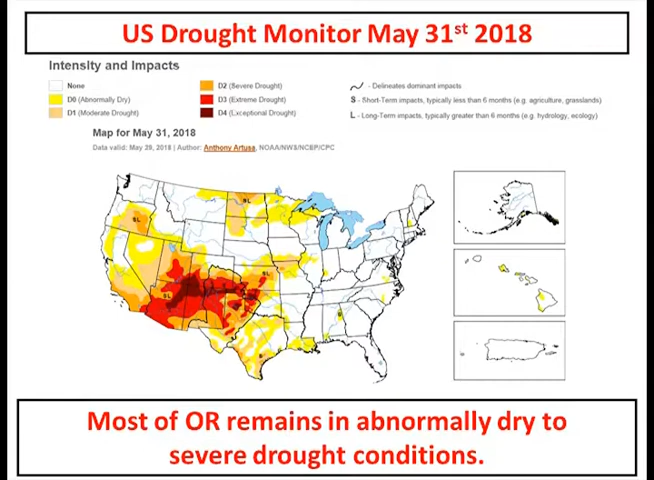 US Drought Monitor May 31st 2018
Intensity and Impacts
None
D0 (Abnormally Dry)
D1 (Moderate Drought)
D2 (Severe Drought)
D3 (Extreme Drought)
D4 (Exceptional Drought)
- Delineates dominant impacts
S - Short-Term impacts, typically less than 6 months (e.g. agriculture, grasslands)
L - Long-Term impacts, typically greater than 6 months (e.g. hydrology, ecology)
Map for May 31, 2018
Data valid: May 29, 2018 | Author: Anthony Artusa, NOAA/NWS/NCEP/CPC
SL
SL
SL
Most of OR remains in abnormally dry to
severe drought conditions.